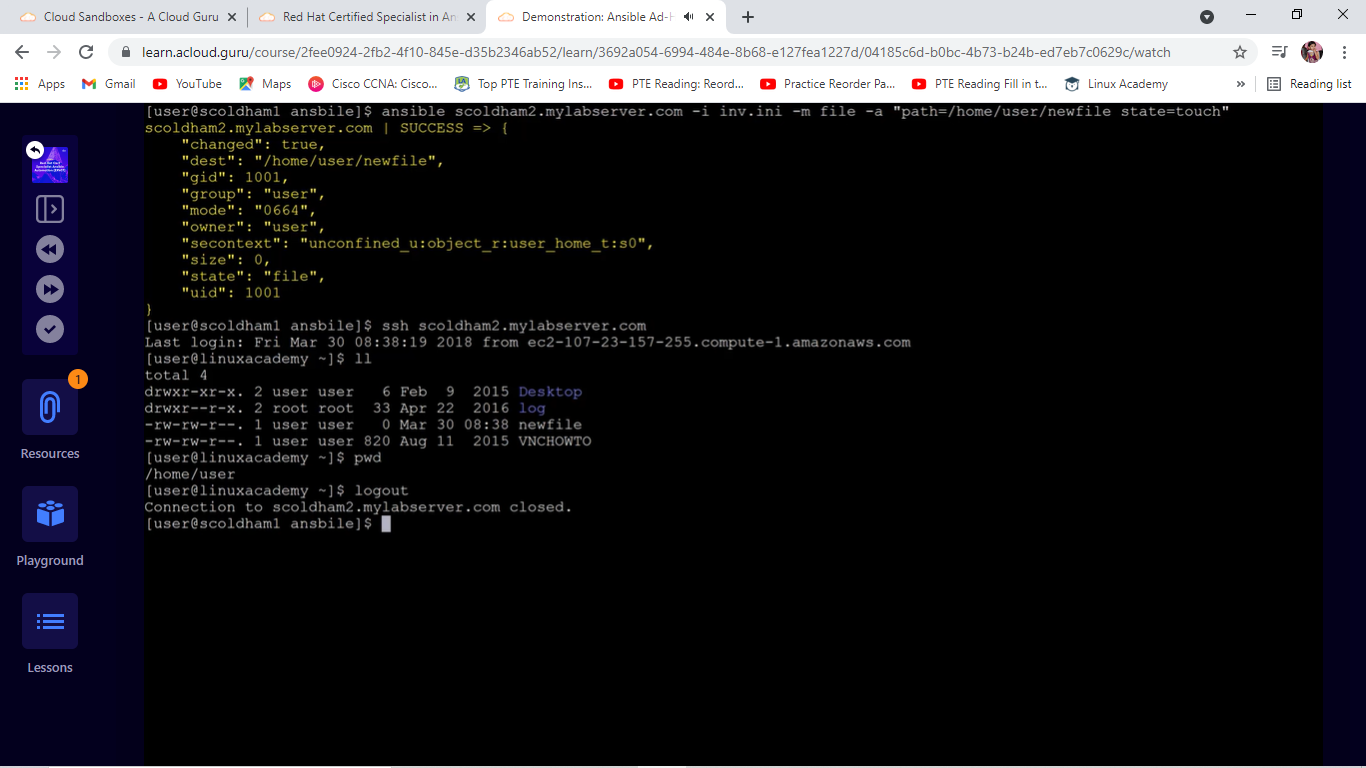 Cloud Sandboxes - A Cloud Guru
Red Hat Certified Specialist in An
Demonstration: Ansible Ad-H
learn.acloud.guru/course/2fee0924-2fb2-4f10-845e-d35b2346ab52/learn/3692a054-6994-484e-8b68-e127fea1227d/04185c6d-b0bc-4b73-b24b-ed7eb7c0629c/watch
Apps
Gmail
YouTube
Maps
Cisco CCNA: Cisco...
Top PTE Training Ins...
PTE Reading: Reord...
Practice Reorder Pa...
PTE Reading Fill in t...
Linux Academy
»
Reading list
[user@scoldham1 ansbile]$ ansible scoldham2.mylabserver.com -i inv.ini -m file -a "path=/home/user/newfile state=touch"
scoldham2.mylabserver.com | SUCCESS => {
"changed": true,
"dest": "/home/user/newfile",
"gid": 1001,
"group": "user",
"mode": "0664",
"owner": "user",
"secontext": "unconfined_u:object_r:user_home_t:s0",
"size": 0,
"state": "file",
"uid": 1001
}
[user@scoldham1 ansbile]$ ssh scoldham2.mylabserver.com
Last login: Fri Mar 30 08:38:19 2018 from ec2-107-23-157-255.compute-1.amazonaws.com
[user@linuxacademy ~]$ ll
total 4
drwxr-xr-x. 2 user user   6 Feb  9  2015 Desktop
drwxr--r-x. 2 root root  33 Apr 22  2016 log
-rw-rw-r--. 1 user user   0 Mar 30 08:38 newfile
-rw-rw-r--. 1 user user 820 Aug 11  2015 VNCHOWTO
[user@linuxacademy ~]$ pwd
/home/user
[user@linuxacademy ~]$ logout
Connection to scoldham2.mylabserver.com closed.
[user@scoldham1 ansbile]$
1
Resources
Playground
Lessons